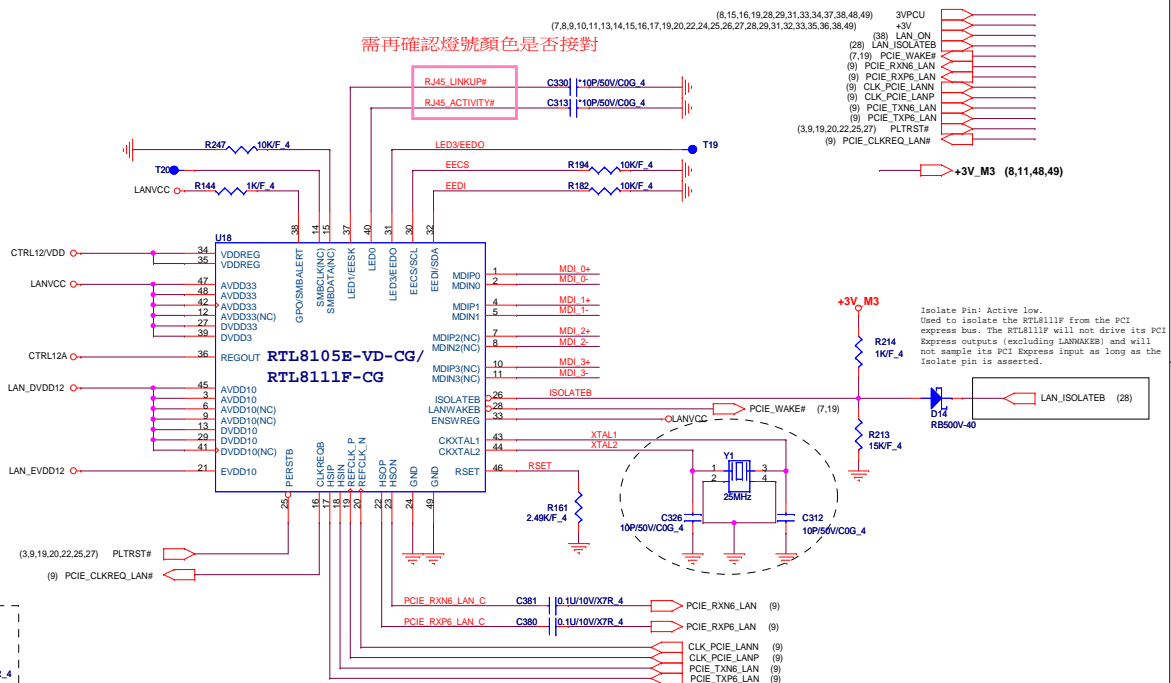 (8,15,16,19,28,29,31,33,34,37,38,48,49) 3VPCU
(7,8,9,10,11,13,14,15,16,17,19,20,22,24,25,26,27,28,29,31,32,33,35,36,38,49) +3V
(38) LAN_ON
(28) LAN_ISOLATEB
(7,19) PCIE_WAKE#
(9) PCIE_RXN6_LAN
(9) PCIE_RXP6_LAN
(9) CLK_PCIE_LANN
(9) CLK_PCIE_LANP
(9) PCIE_TXN6_LAN
(9) PCIE_TXP6_LAN
(3,9,19,20,22,25,27) PLTRST#
(9) PCIE_CLKREQ_LAN#
+3V_M3 (8,11,48,49)
需再確認燈號顏色是否接對
RJ45_LINKUP# C330 *10P/50V/C0G_4
RJ45_ACTIVITY# C313 *10P/50V/C0G_4
R247 10K/F_4
LED3/EEDO T19
T20
EECS R194 10K/F_4
LANVCC R144 1K/F_4
EEDI R182 10K/F_4
38 14 15 37 40 31 30 32
U18
GPO/SMBALERT
SMBCLK(NC)
SMBDATA(NC)
LED1/EESK
LED0
LED3/EEDO
EECS/SCL
EEDI/SDA
CTRL12/VDD 34 VDDREG
35 VDDREG
LANVCC 47 AVDD33
48 AVDD33
42 AVDD33
12 AVDD33(NC)
27 DVDD33
39 DVDD3
CTRL12A 36 REGOUT
RTL8105E-VD-CG/
RTL8111F-CG
LAN_DVDD12 45 AVDD10
3 AVDD10
6 AVDD10(NC)
9 AVDD10(NC)
13 DVDD10
29 DVDD10
41 DVDD10(NC)
LAN_EVDD12 21 EVDD10
MDIP0 1 MDI_0+
MDIN0 2 MDI_0-
MDIP1 4 MDI_1+
MDIN1 5 MDI_1-
MDIP2(NC) 7 MDI_2+
MDIN2(NC) 8 MDI_2-
MDIP3(NC) 10 MDI_3+
MDIN3(NC) 11 MDI_3-
ISOLATEB 26 ISOLATEB
LANWAKEB 28 PCIE_WAKE# (7,19)
ENSWREG 33 LANVCC
CKXTAL1 43 XTAL1
CKXTAL2 44 XTAL2
RSET 46 RSET
PERSTB
CLKREQB
HSIP
HSIN
REFCLK_P
REFCLK_N
HSOP
HSON
GND
GND
25 16 17 18 19 20 22 23 24 49
+3V_M3
R214
1K/F_4
Isolate Pin: Active low.
Used to isolate the RTL8111F from the PCI
express bus. The RTL8111F will not drive its PCI
Express outputs (excluding LANWAKEB) and will
not sample its PCI Express input as long as the
Isolate pin is asserted.
D14
RB500V-40
LAN_ISOLATEB (28)
R213
15K/F_4
Y1
1 3
2 4
25MHz
C326
10P/50V/C0G_4
C312
10P/50V/C0G_4
R161
2.49K/F_4
(3,9,19,20,22,25,27) PLTRST#
(9) PCIE_CLKREQ_LAN#
PCIE_RXN6_LAN_C C381 0.1U/10V/X7R_4 PCIE_RXN6_LAN (9)
PCIE_RXP6_LAN_C C380 0.1U/10V/X7R_4 PCIE_RXP6_LAN (9)
CLK_PCIE_LANN (9)
CLK_PCIE_LANP (9)
PCIE_TXN6_LAN (9)
PCIE_TXP6_LAN (9)
R_4